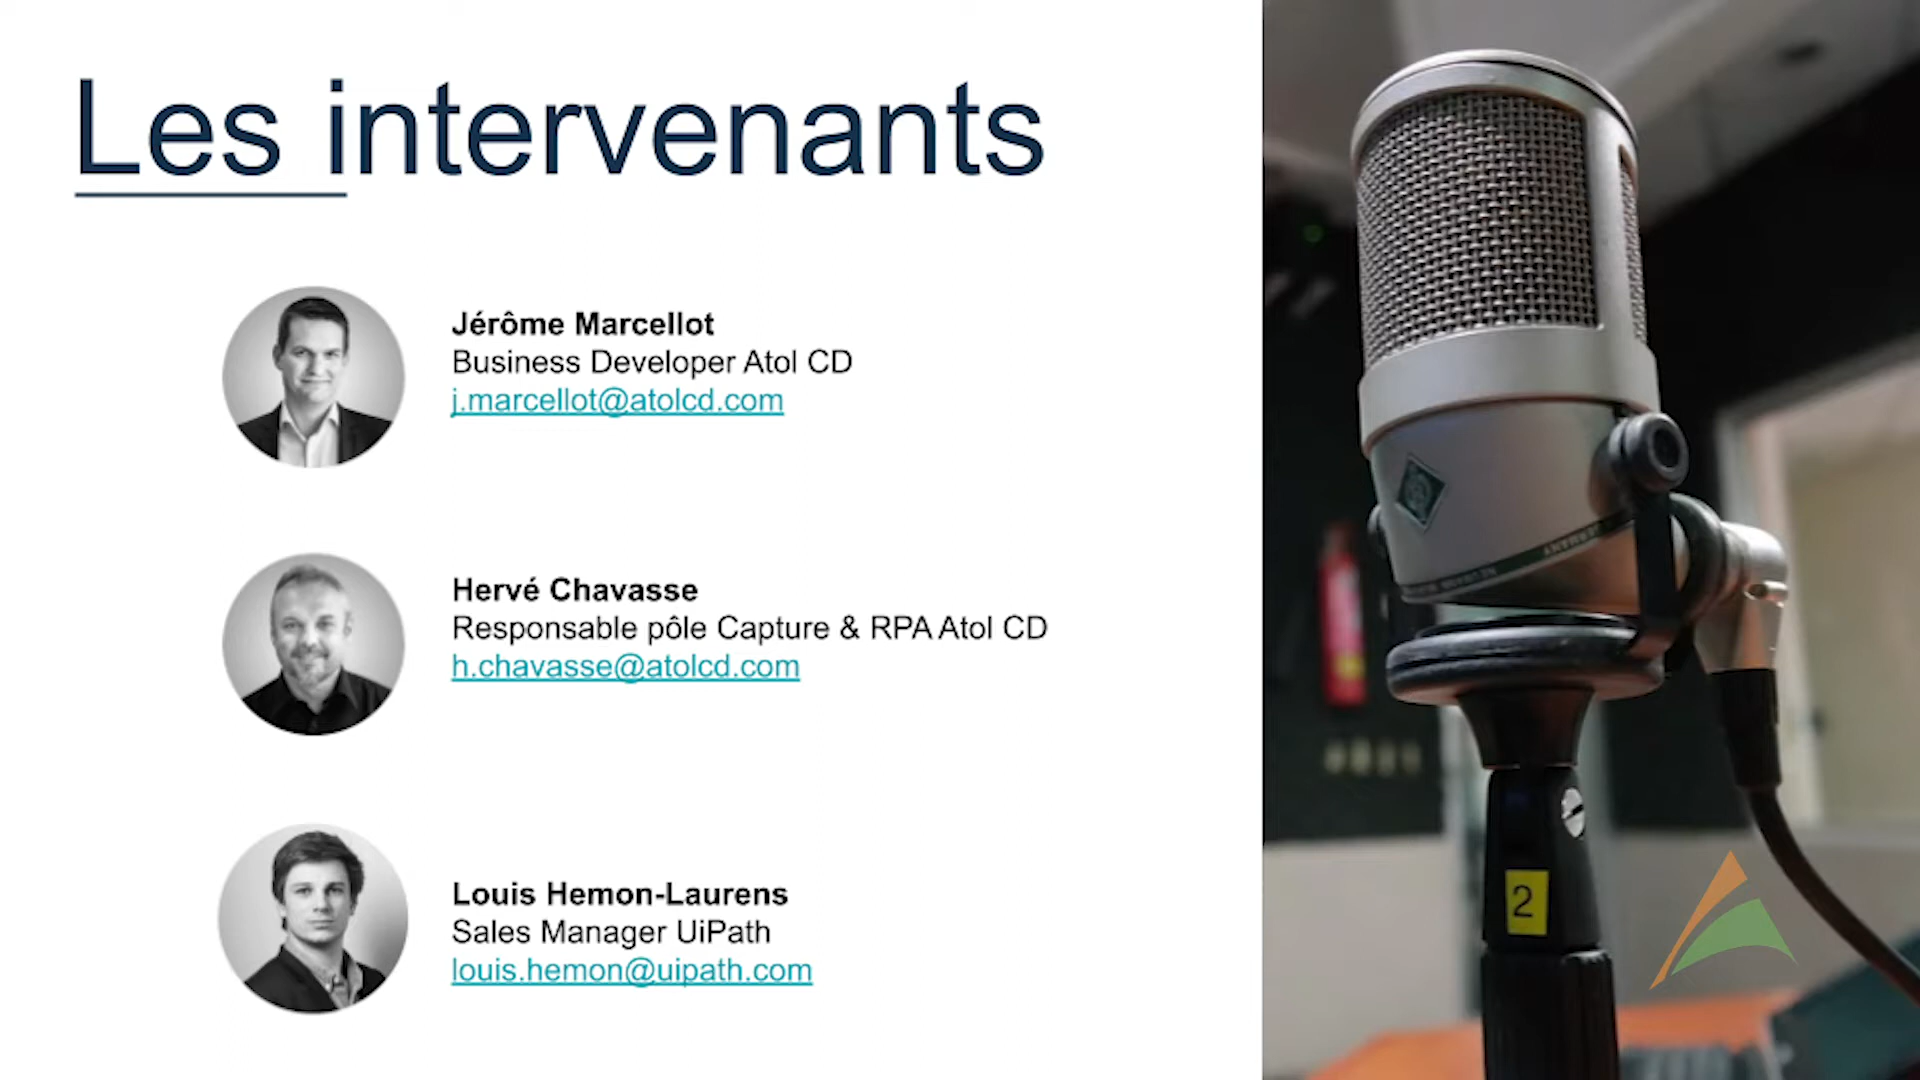 Les intervenants
Jérôme Marcellot
Business Developer Atol CD
j.marcellot@atolcd.com
Hervé Chavasse
Responsable pôle Capture & RPA Atol CD
h.chavasse@atolcd.com
Louis Hemon-Laurens
Sales Manager UiPath
louis.hemon@uipath.com
2